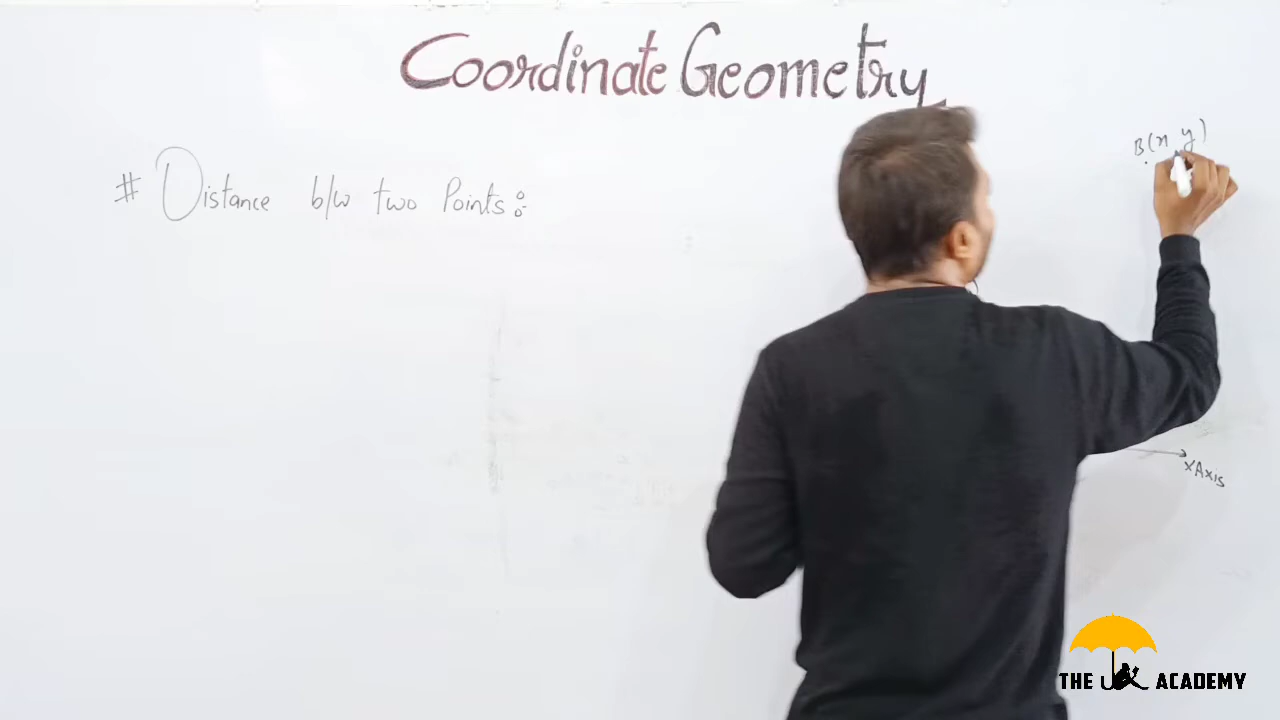 Coordinate Geometry
# Distance b/w two Points :-
B(x y)
x Axis
THE ACADEMY